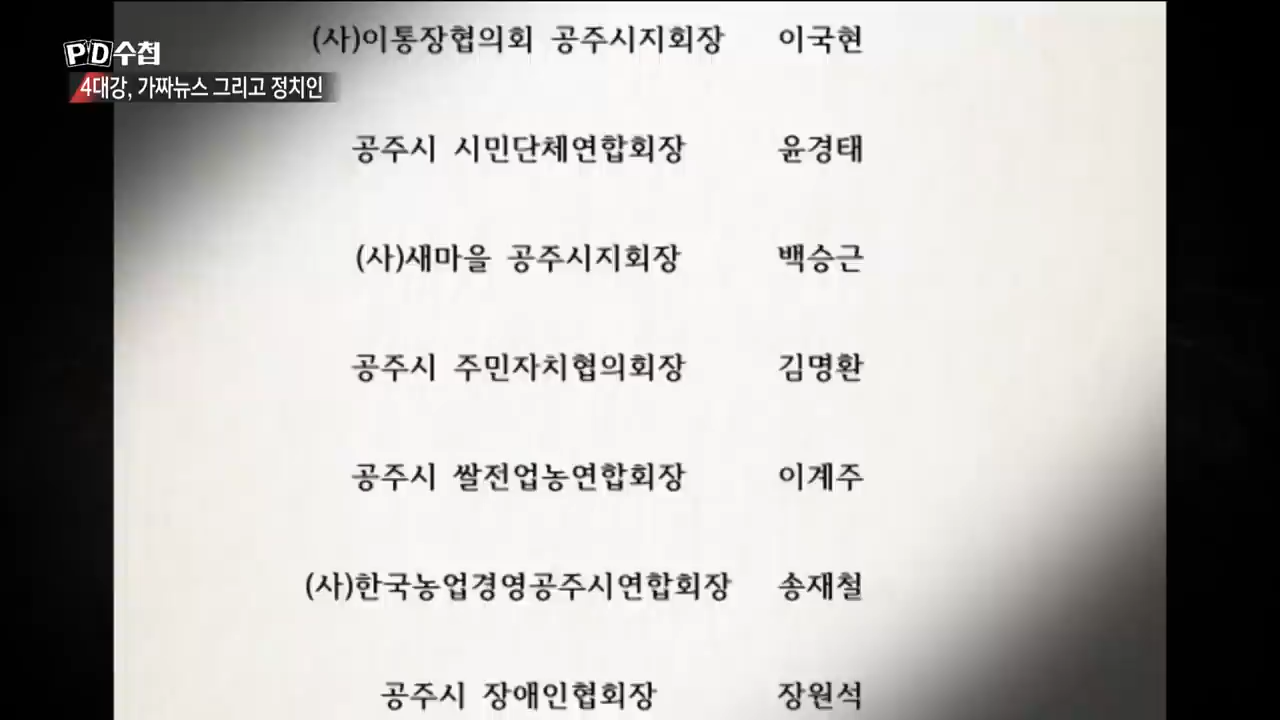 PD수첩
4대강, 가짜뉴스 그리고 정치인
(사)이통장협의회 공주시지회장 이국현
공주시 시민단체연합회장 윤경태
(사)새마을 공주시지회장 백승근
공주시 주민자치협의회장 김명환
공주시 쌀전업농연합회장 이계주
(사)한국농업경영공주시연합회장 송재철
공주시 장애인협회장 장원석